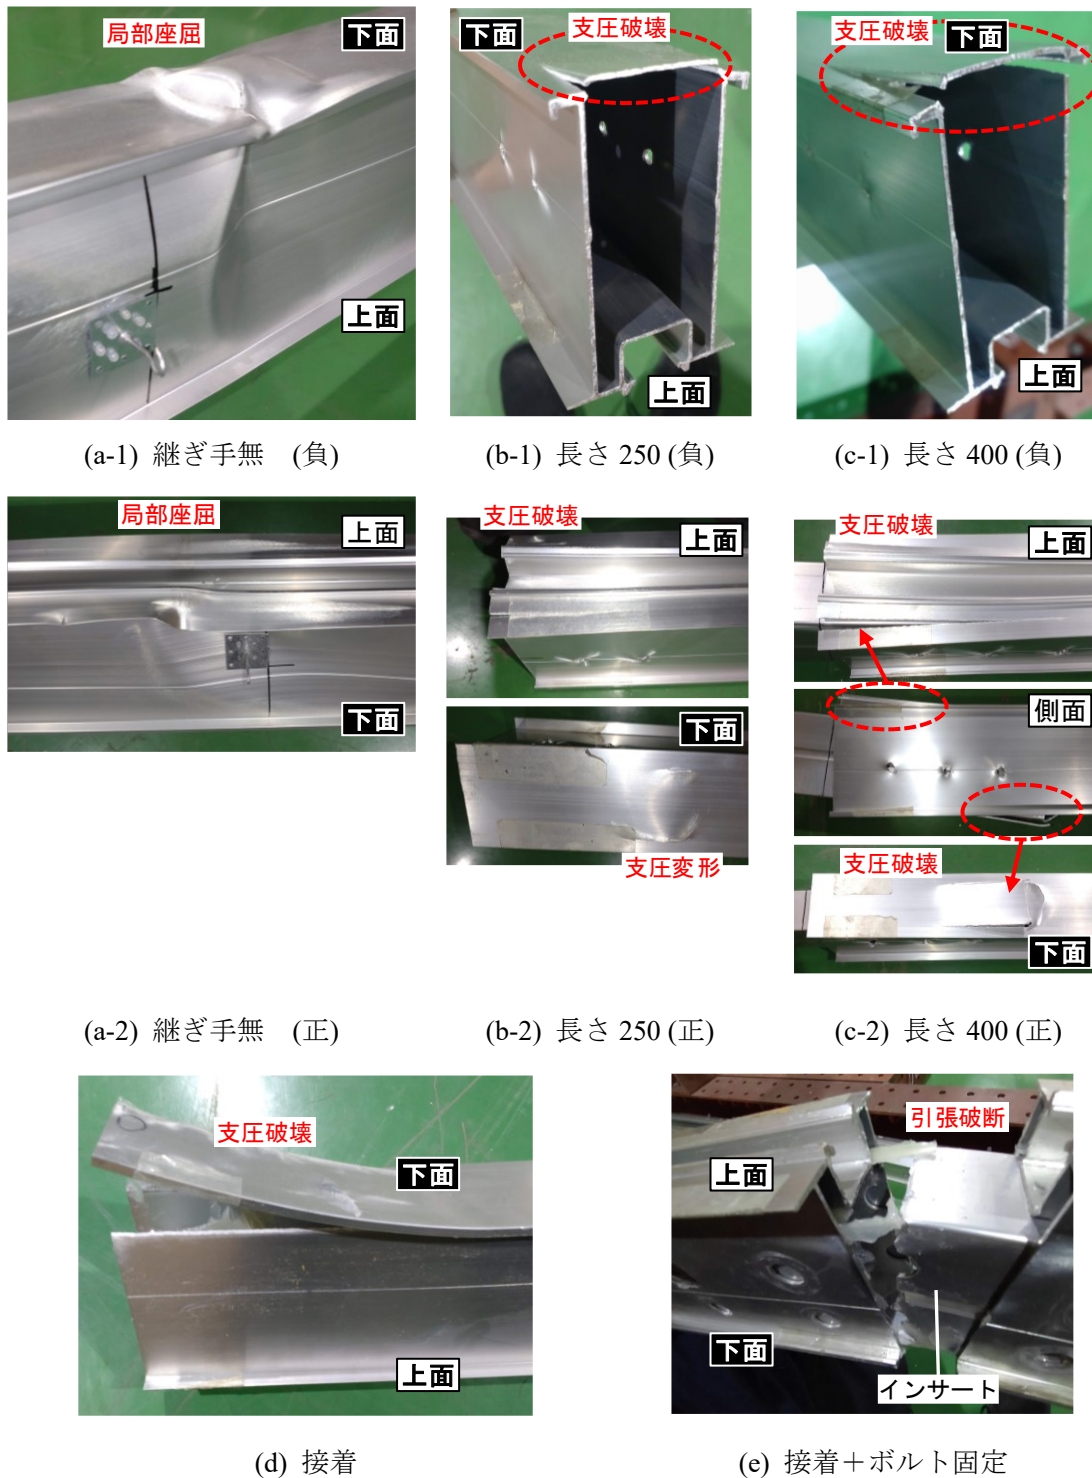 局部座屈
下面
上面
(a-1) 継ぎ手無 (負)
下面
支圧破壊
上面
(b-1) 長さ 250 (負)
支圧破壊
下面
上面
(c-1) 長さ 400 (負)
局部座屈
上面
下面
(a-2) 継ぎ手無 (正)
支圧破壊
上面
下面
支圧変形
(b-2) 長さ 250 (正)
支圧破壊
上面
側面
支圧破壊
下面
(c-2) 長さ 400 (正)
支圧破壊
下面
上面
(d) 接着
引張破断
上面
下面
インサート
(e) 接着＋ボルト固定